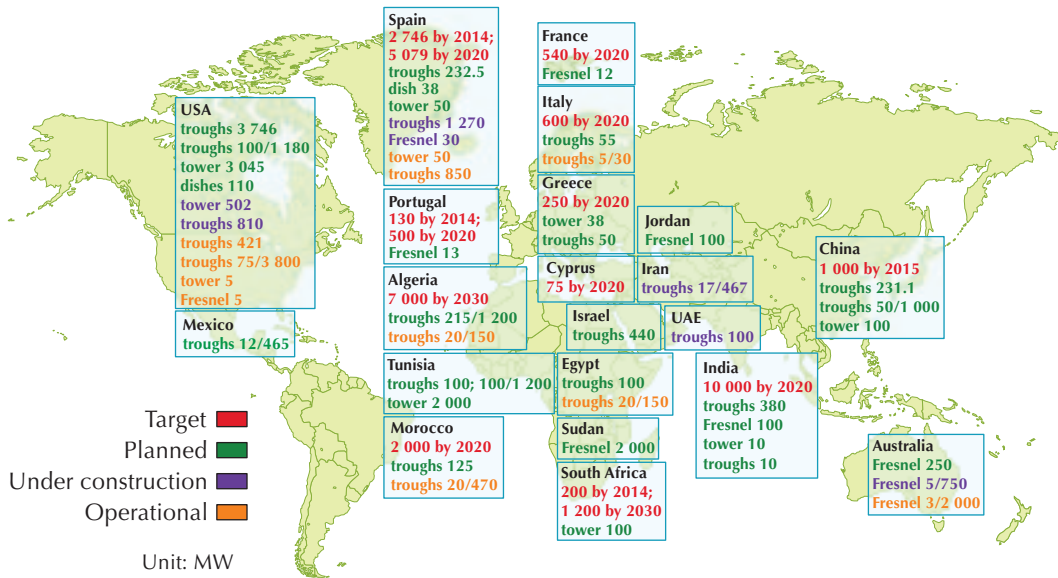 USA
troughs 3 746
troughs 100/1 180
tower 3 045
dishes 110
tower 502
troughs 810
troughs 421
troughs 75/3 800
tower 5
Fresnel 5
Mexico
troughs 12/465
Spain
2 746 by 2014;
5 079 by 2020
troughs 232.5
dish 38
tower 50
troughs 1 270
Fresnel 30
tower 50
troughs 850
Portugal
130 by 2014;
500 by 2020
Fresnel 13
Algeria
7 000 by 2030
troughs 215/1 200
troughs 20/150
Tunisia
troughs 100; 100/1 200
tower 2 000
Morocco
2 000 by 2020
troughs 125
troughs 20/470
France
540 by 2020
Fresnel 12
Italy
600 by 2020
troughs 55
troughs 5/30
Greece
250 by 2020
tower 38
troughs 50
Cyprus
75 by 2020
Israel
troughs 440
Egypt
troughs 100
troughs 20/150
Sudan
Fresnel 2 000
South Africa
200 by 2014;
1 200 by 2030
tower 100
Jordan
Fresnel 100
Iran
troughs 17/467
UAE
troughs 100
India
10 000 by 2020
troughs 380
Fresnel 100
tower 10
troughs 10
China
1 000 by 2015
troughs 231.1
troughs 50/1 000
tower 100
Australia
Fresnel 250
Fresnel 5/750
Fresnel 3/2 000
Target
Planned
Under construction
Operational
Unit: MW